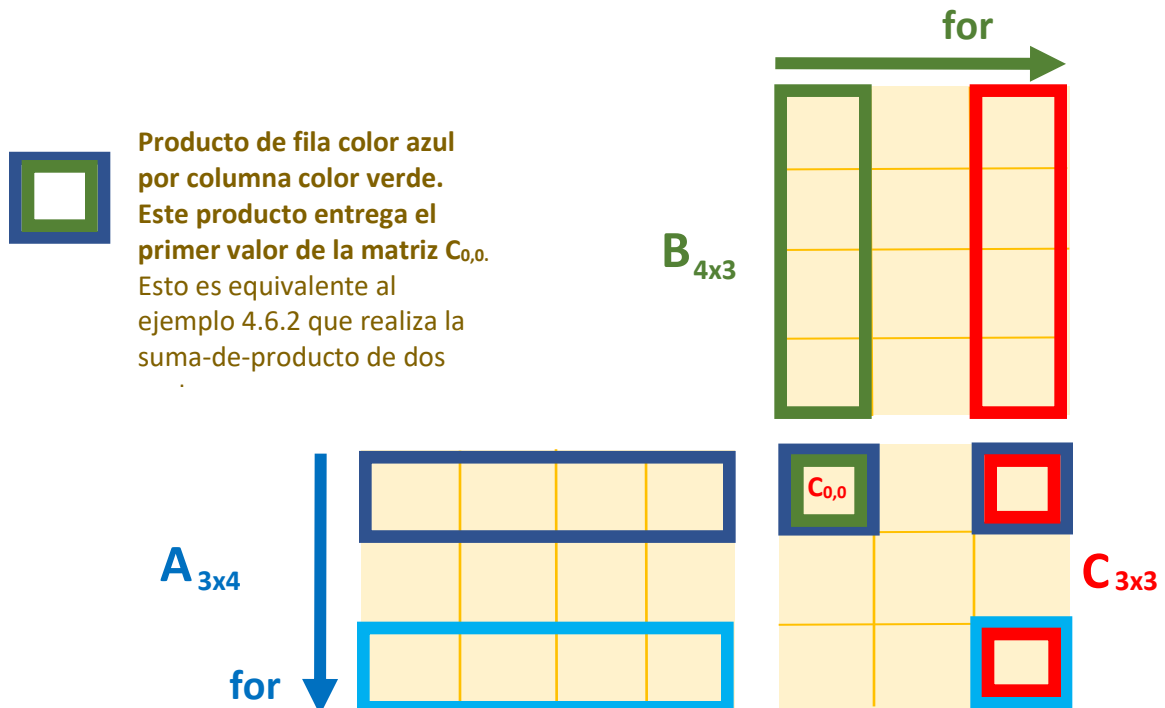 for
Producto de fila color azul
por columna color verde.
Este producto entrega el
primer valor de la matriz C0,0.
Esto es equivalente al
ejemplo 4.6.2 que realiza la
suma-de-producto de dos
B4x3
C0,0
A3x4
C3x3
for